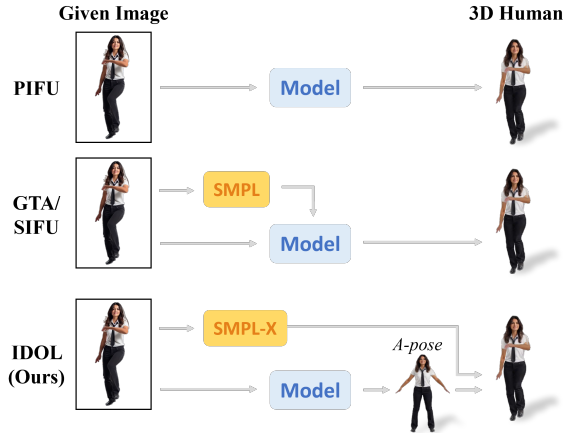 Given Image
3D Human
PIFU
Model
SMPL
GTA/
SIFU
Model
SMPL-X
A-pose
IDOL
(Ours)
Model